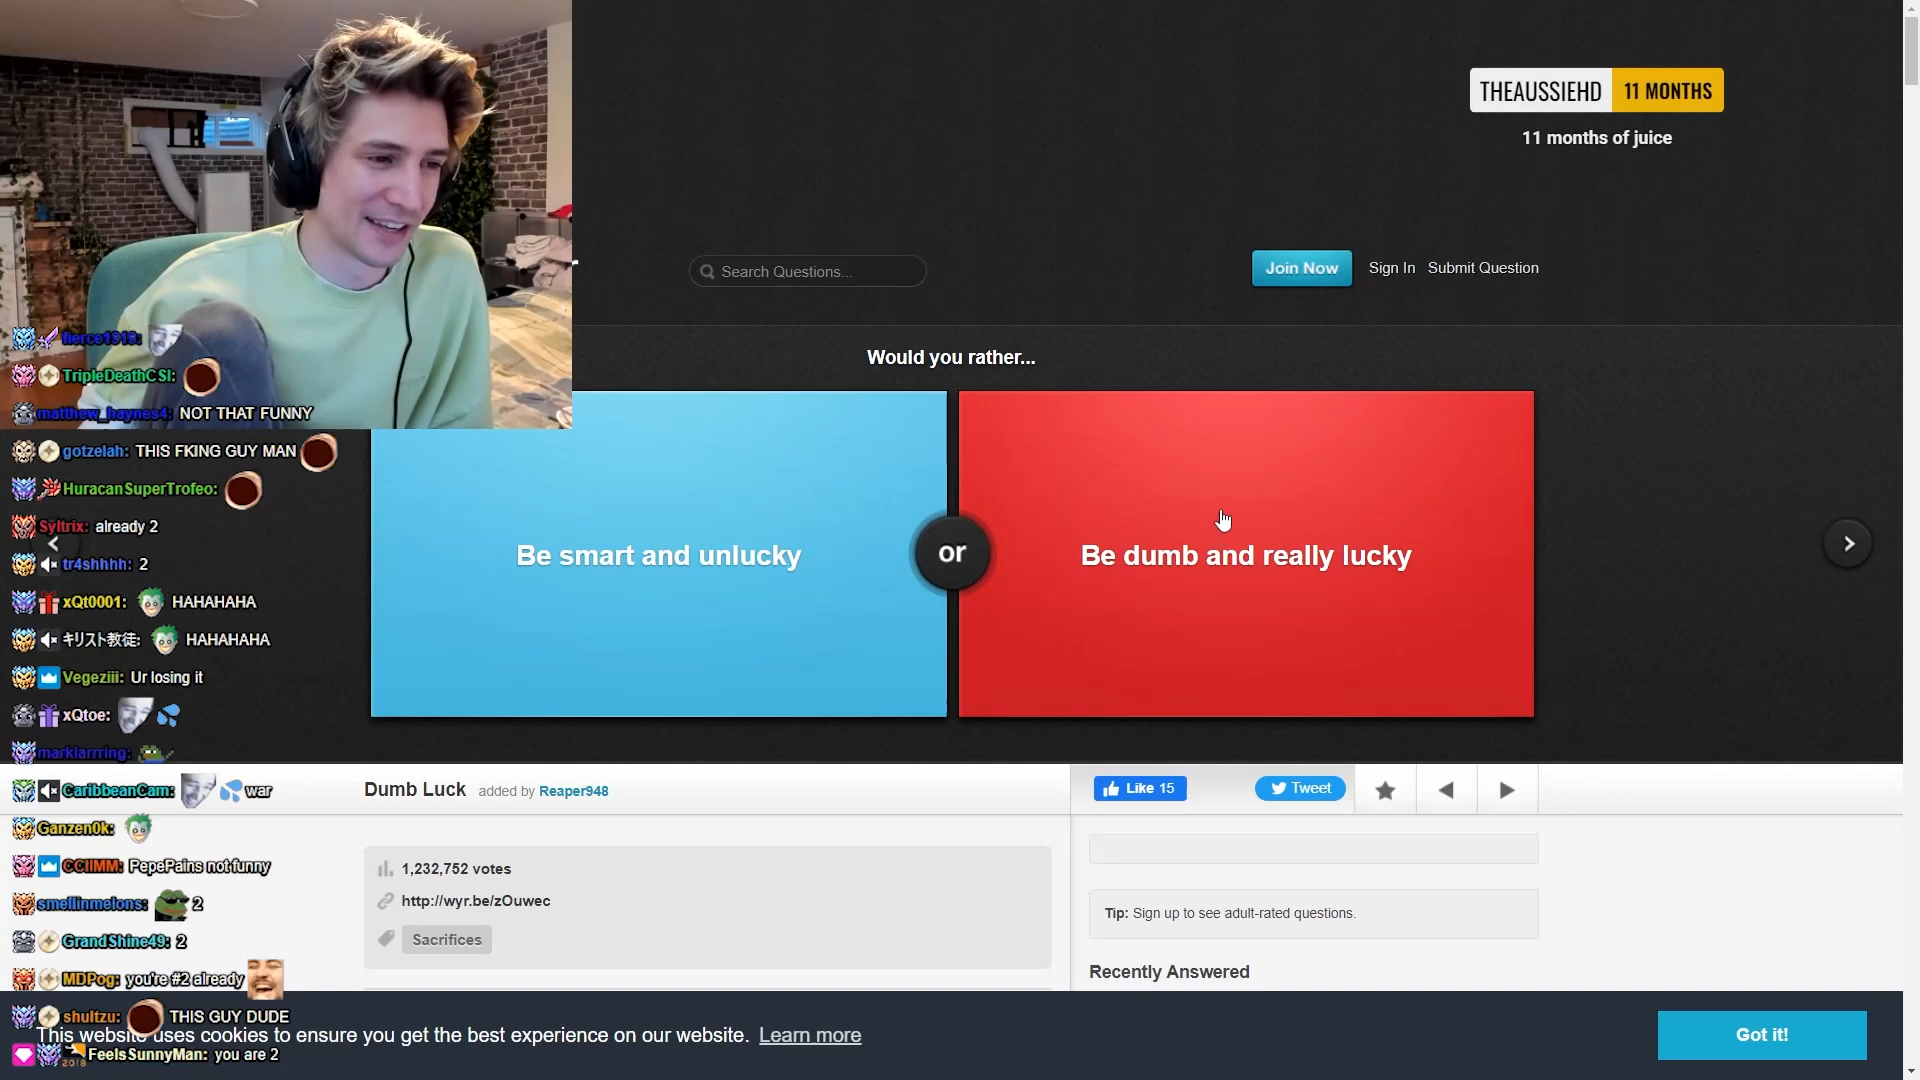 THEAUSSIEHD 11 MONTHS
11 months of juice
Search Questions...
Join Now Sign In Submit Question
Would you rather...
Be smart and unlucky
or
Be dumb and really lucky
fierce1919:
TripleDeathCSI:
matthew_haynes4: NOT THAT FUNNY
gotzelah: THIS FKING GUY MAN
HuracanSuperTrofeo:
Syltrix: already 2
tr4shhhh: 2
xQt0001: HAHAHAHA
キリスト教徒: HAHAHAHA
Vegeziii: Ur losing it
xQtoe:
marklarrring:
CaribbeanCam: war
Ganzen0k:
CCIIMM: PepePains not funny
smellinmelons: 2
GrandShine49: 2
MDPog: you're #2 already
shultzu: THIS GUY DUDE
FeelsSunnyMan: you are 2
Dumb Luck added by Reaper948
Like 15
Tweet
1,232,752 votes
http://wyr.be/zOuwec
Sacrifices
Tip: Sign up to see adult-rated questions.
Recently Answered
This website uses cookies to ensure you get the best experience on our website. Learn more
Got it!